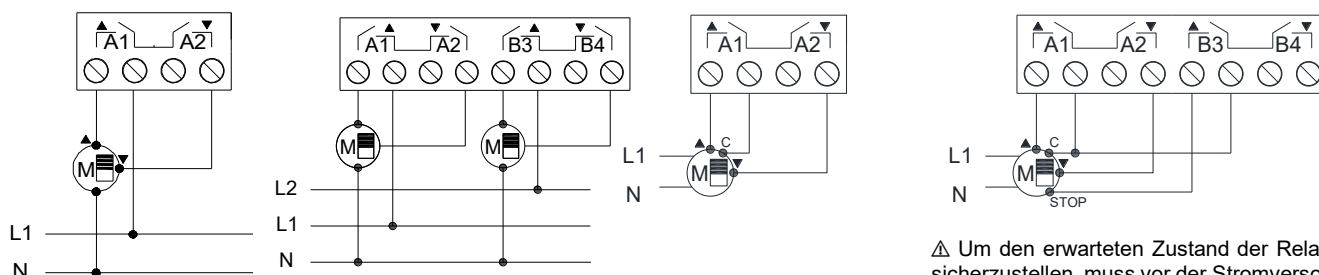 A1 A2
M
L1
N
A1 A2 B3 B4
M M
L2
L1
N
A1 A2
C
L1
M
N
A1 A2 B3 B4
C
L1
M
N
STOP
⚠ Um den erwarteten Zustand der Rela
sicherzustellen, muss vor der Stromverso